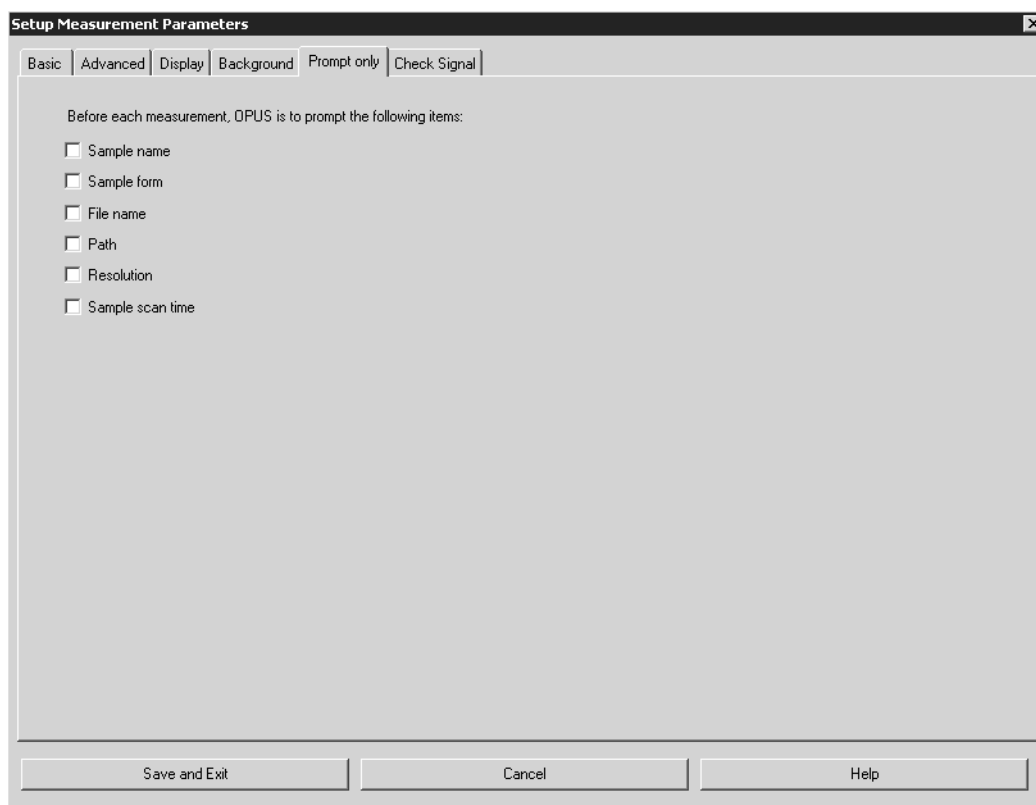 Setup Measurement Parameters
Basic Advanced Display Background Prompt only Check Signal
Before each measurement, OPUS is to prompt the following items:
Sample name
Sample form
File name
Path
Resolution
Sample scan time
Save and Exit Cancel Help